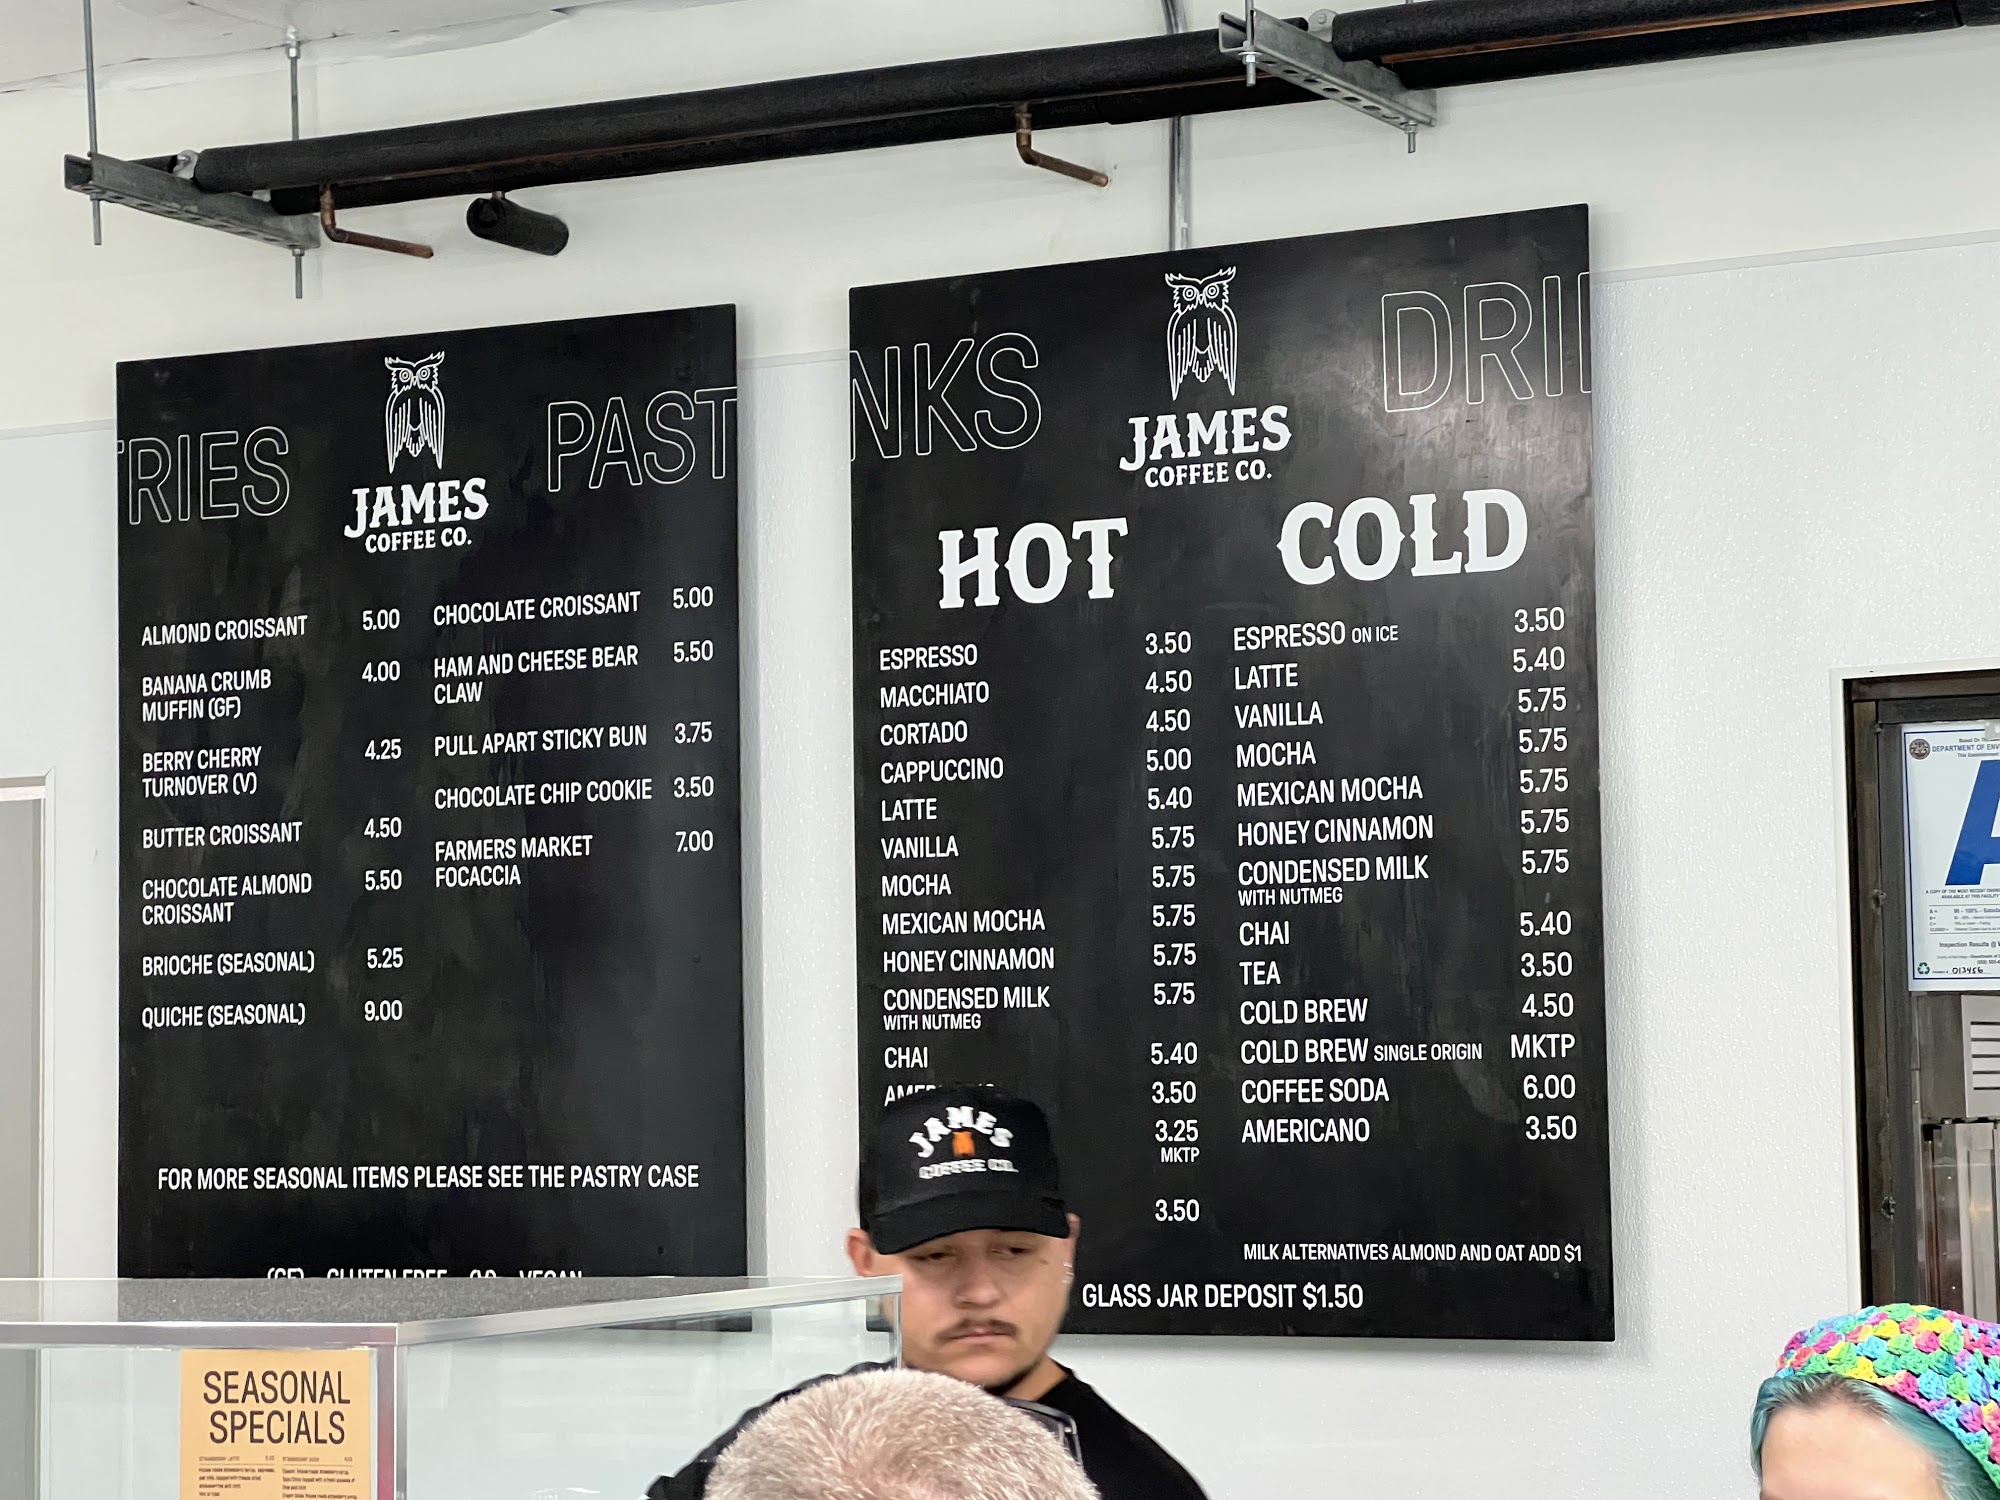 TRIES
PAST
JAMES
COFFEE CO.
ALMOND CROISSANT 5.00
BANANA CRUMB 4.00
MUFFIN (GF)
BERRY CHERRY 4.25
TURNOVER (V)
BUTTER CROISSANT 4.50
CHOCOLATE ALMOND 5.50
CROISSANT
BRIOCHE (SEASONAL) 5.25
QUICHE (SEASONAL) 9.00
CHOCOLATE CROISSANT 5.00
HAM AND CHEESE BEAR 5.50
CLAW
PULL APART STICKY BUN 3.75
CHOCOLATE CHIP COOKIE 3.50
FARMERS MARKET 7.00
FOCACCIA
FOR MORE SEASONAL ITEMS PLEASE SEE THE PASTRY CASE
(GF) GLUTEN FREE (V) VEGAN
NKS
DRI
JAMES
COFFEE CO.
HOT
ESPRESSO 3.50
MACCHIATO 4.50
CORTADO 4.50
CAPPUCCINO 5.00
LATTE 5.40
VANILLA 5.75
MOCHA 5.75
MEXICAN MOCHA 5.75
HONEY CINNAMON 5.75
CONDENSED MILK 5.75
WITH NUTMEG
CHAI 5.40
3.50
3.25
MKTP
3.50
COLD
ESPRESSO ON ICE 3.50
LATTE 5.40
VANILLA 5.75
MOCHA 5.75
MEXICAN MOCHA 5.75
HONEY CINNAMON 5.75
CONDENSED MILK 5.75
WITH NUTMEG
CHAI 5.40
TEA 3.50
COLD BREW 4.50
COLD BREW SINGLE ORIGIN MKTP
COFFEE SODA 6.00
AMERICANO 3.50
MILK ALTERNATIVES ALMOND AND OAT ADD $1
GLASS JAR DEPOSIT $1.50
JAMES
COFFEE CO.
SEASONAL
SPECIALS
DEPARTMENT OF ENV
A
Inspection Results @
013456